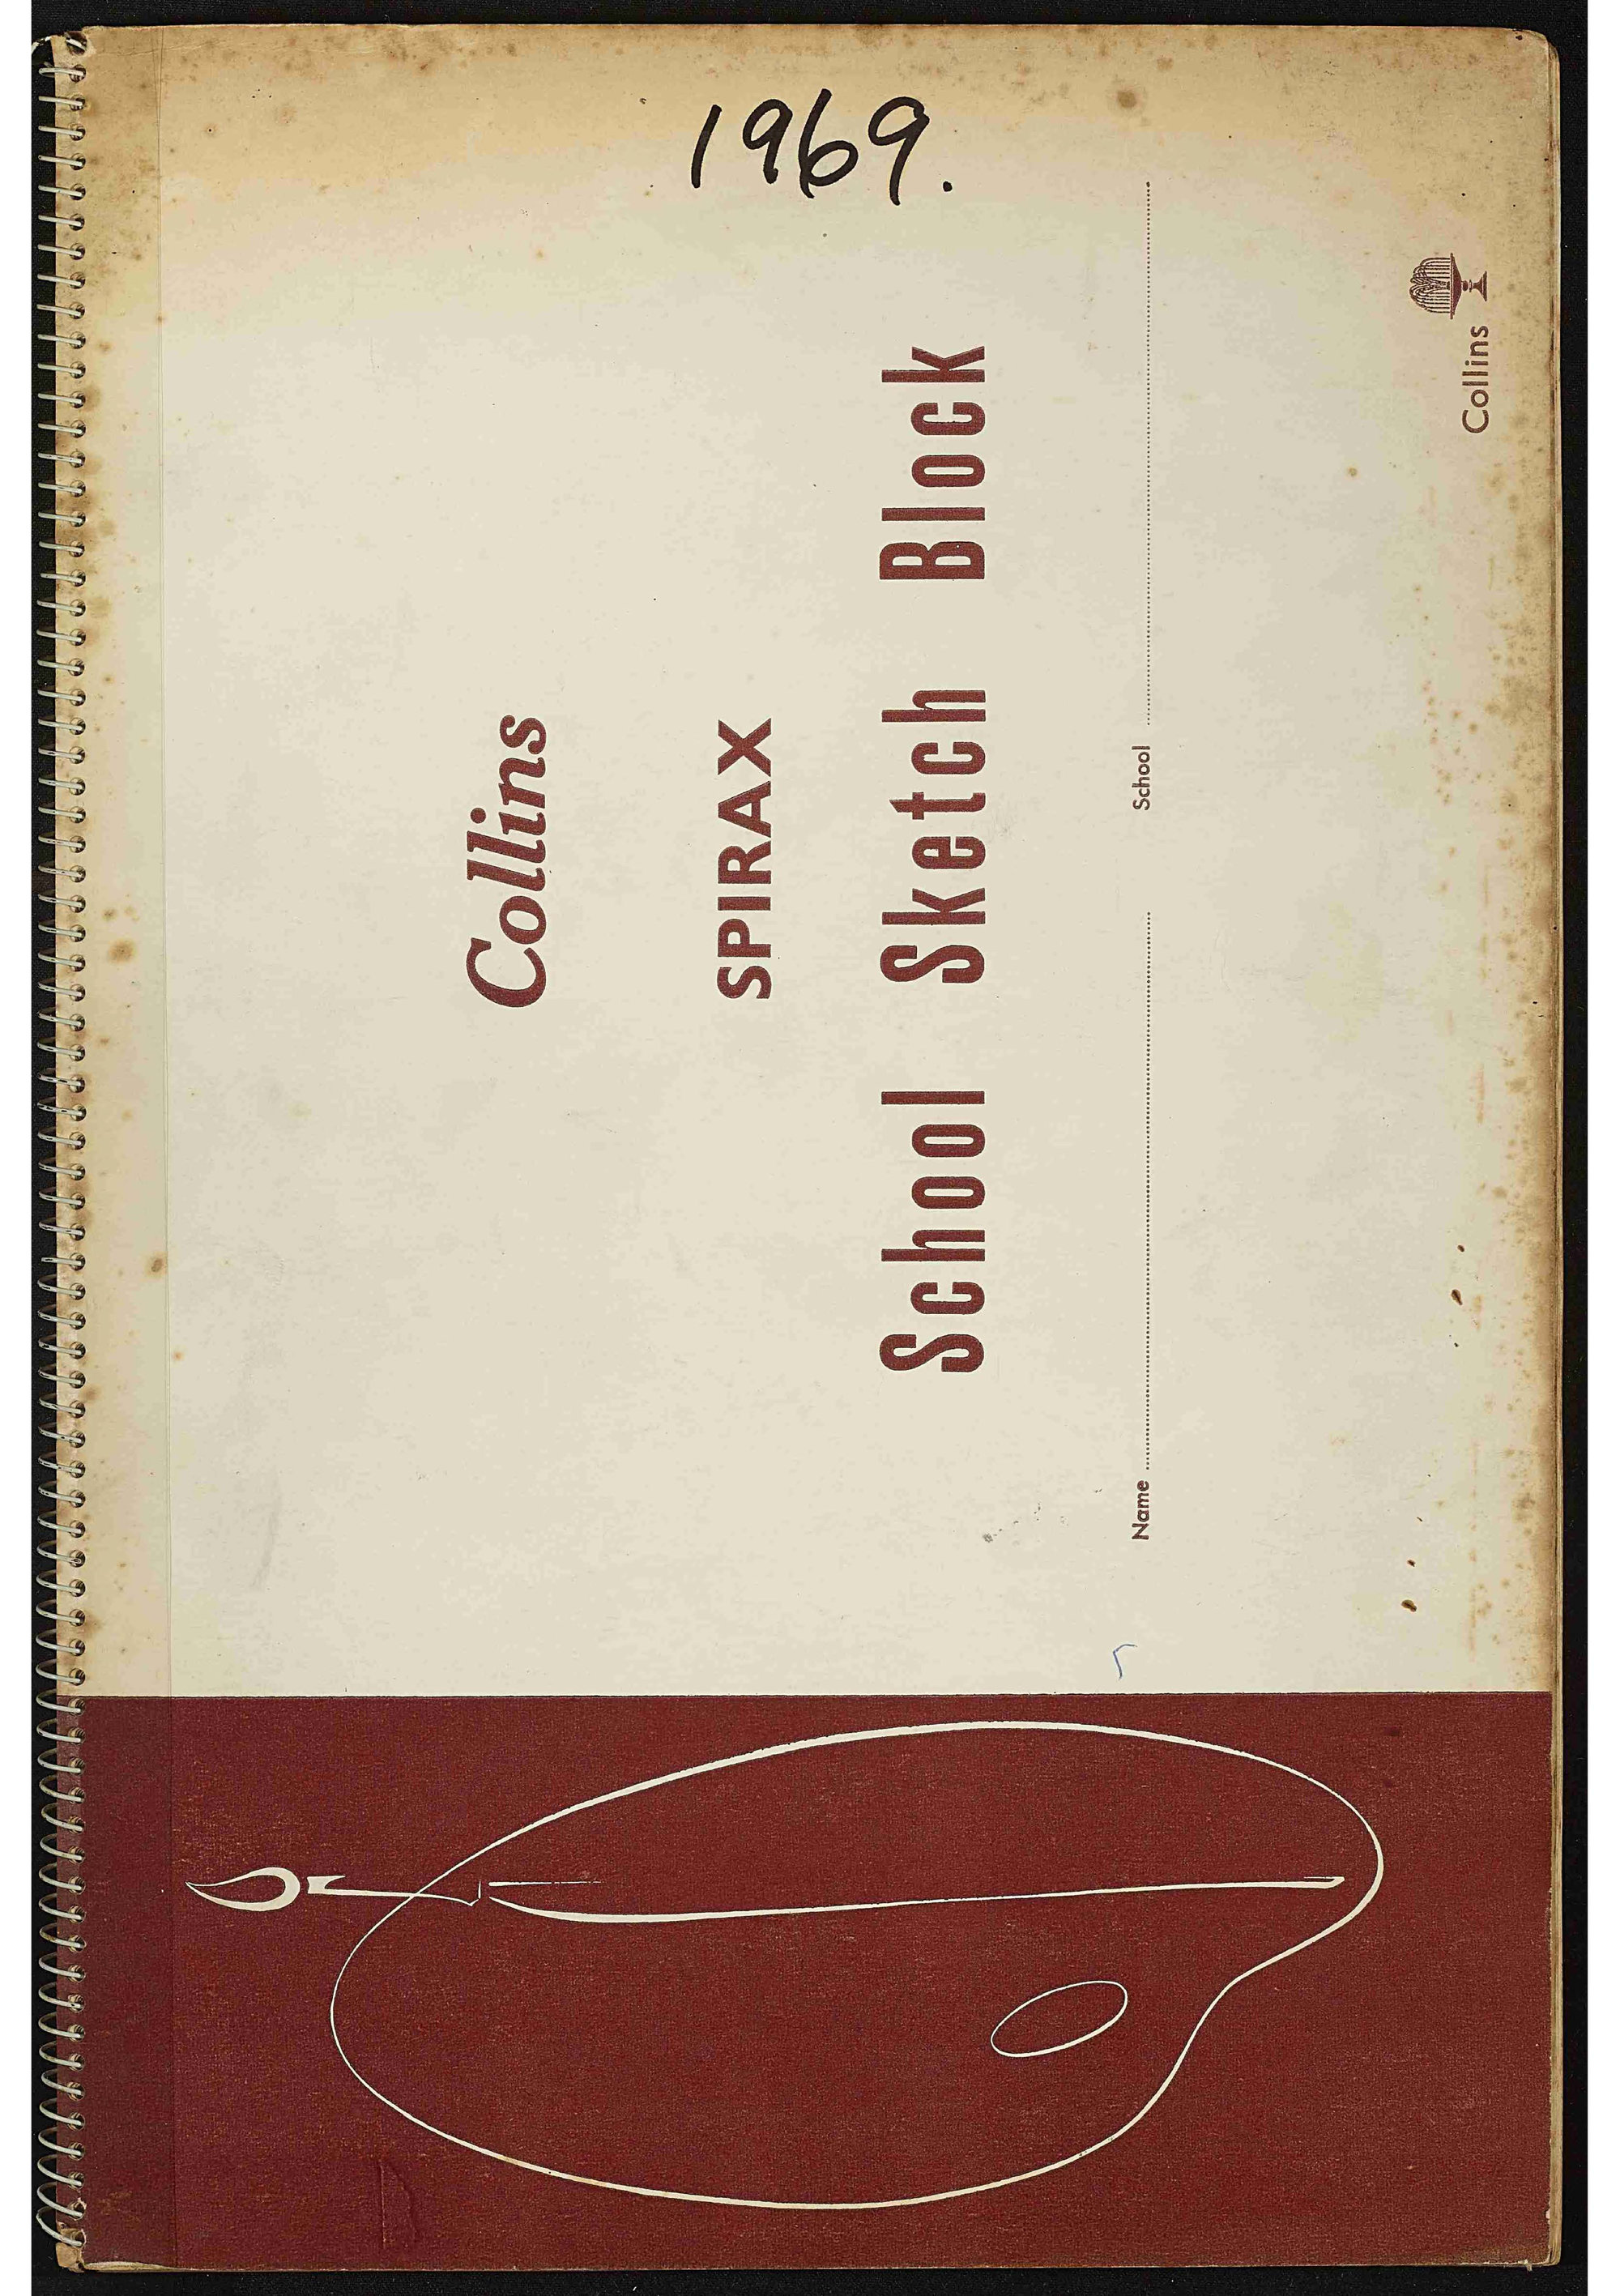 1969.
Collins
SPIRAX
School Sketch Block
Name ........ School ........
Collins